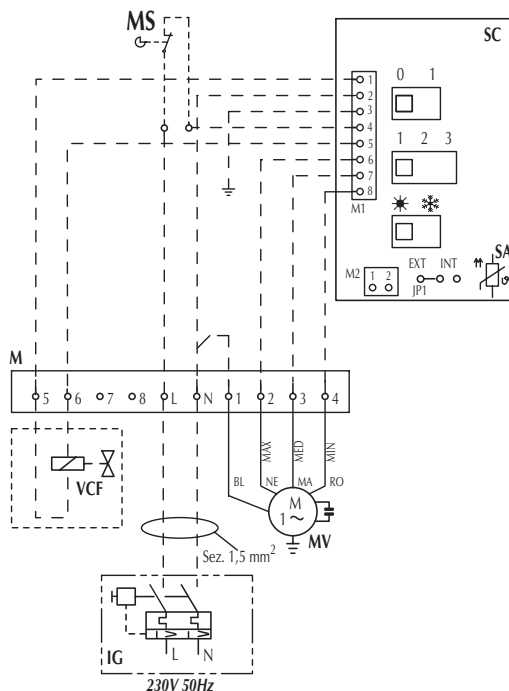 MS
SC
1
2
3
4
5
6
7
8
M1
0 1
1 2 3
SA
M2
1 2
EXT INT
JP1
ϑ
M
5 6 7 8 L N 1 2 3 4
VCF
BL
MAX
NE
MED
MA
MIN
RO
M
1 ~
MV
Sez. 1,5 mm²
IG
L N
230V 50Hz